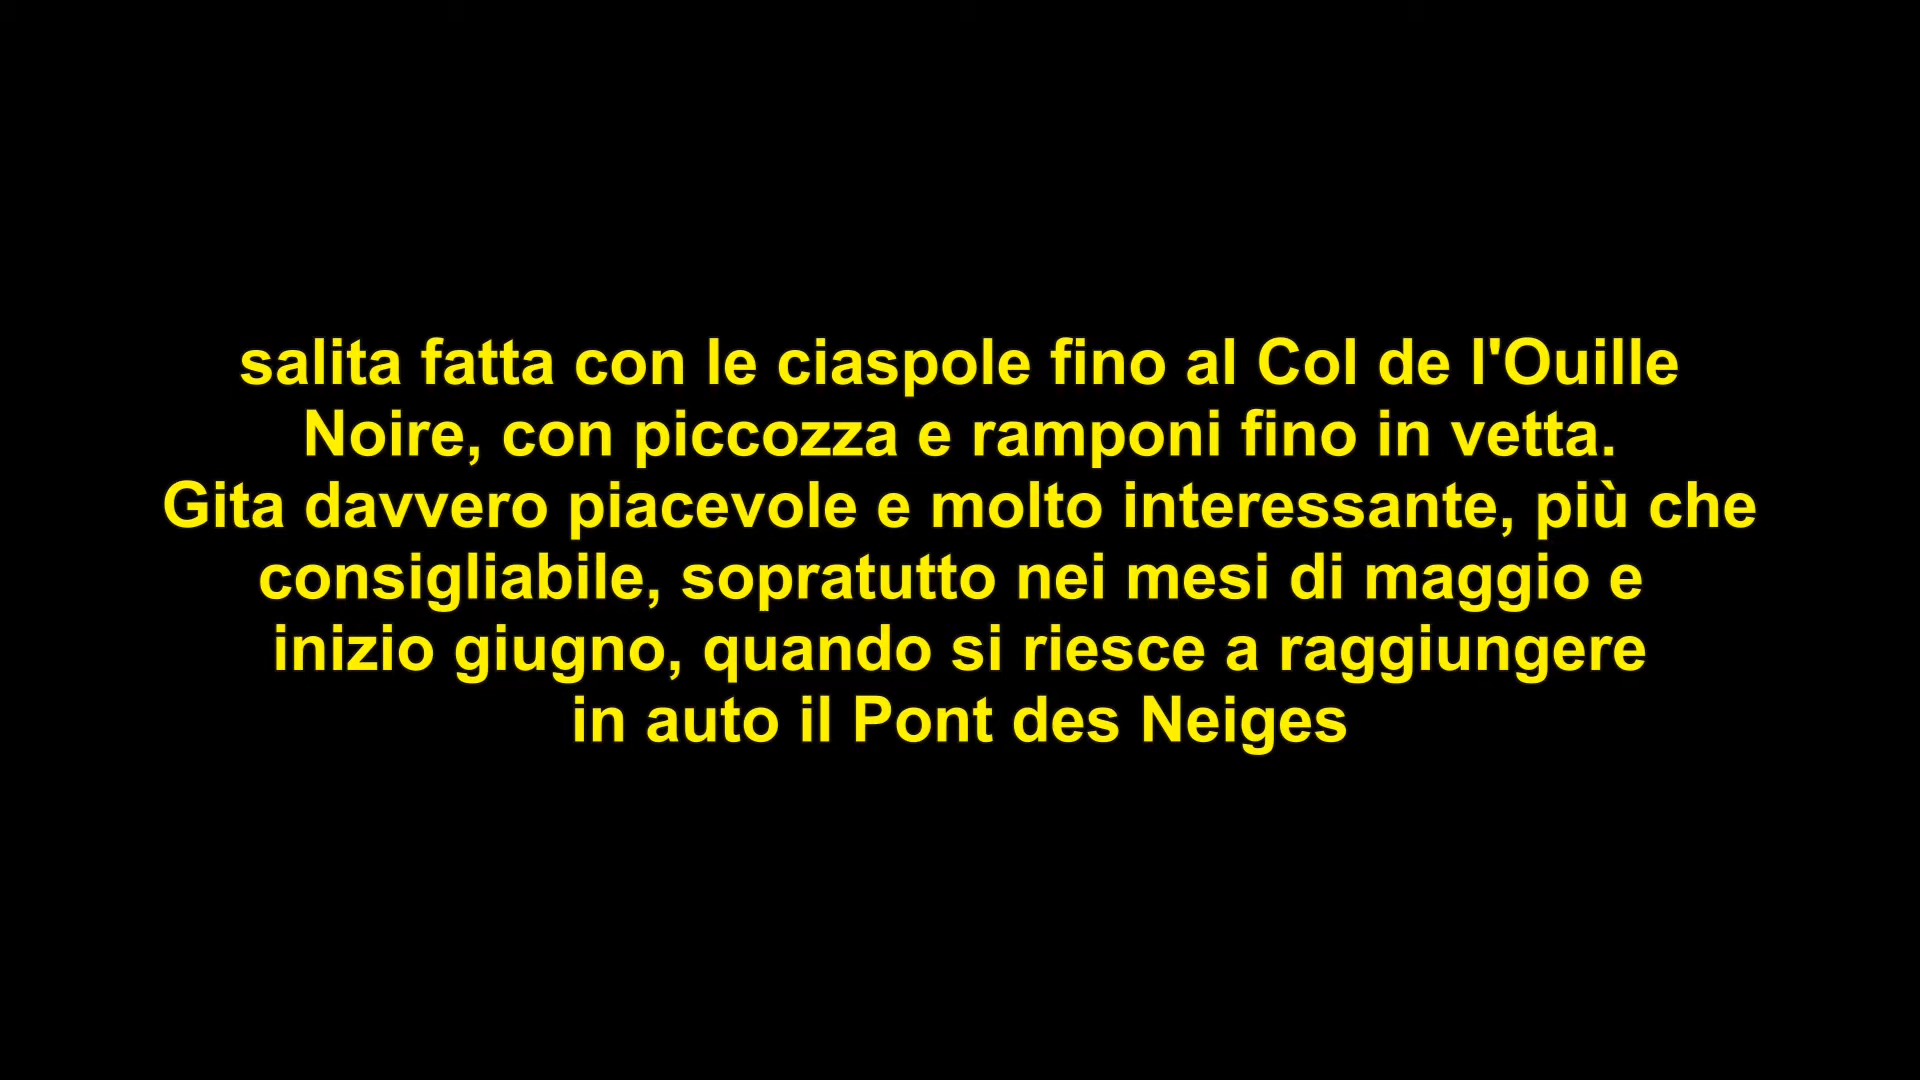 salita fatta con le ciaspole fino al Col de l'Ouille
Noire, con piccozza e ramponi fino in vetta.
Gita davvero piacevole e molto interessante, più che
consigliabile, sopratutto nei mesi di maggio e
inizio giugno, quando si riesce a raggiungere
in auto il Pont des Neiges